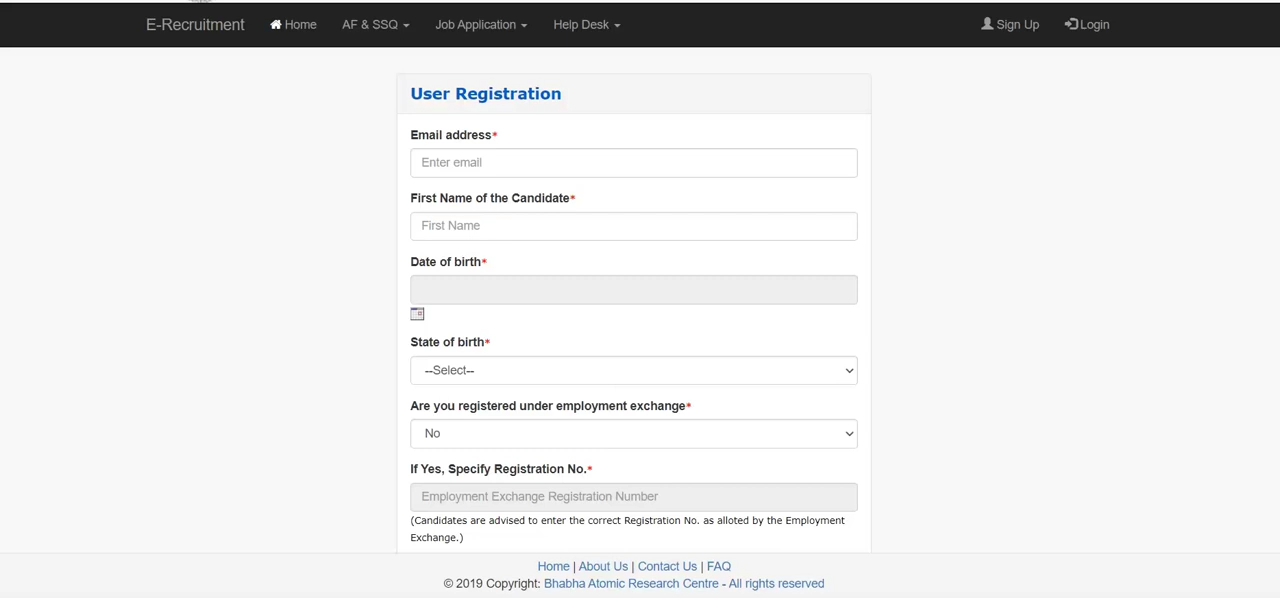 E-Recruitment Home AF & SSQ Job Application Help Desk Sign Up Login
User Registration
Email address*
Enter email
First Name of the Candidate*
First Name
Date of birth*
State of birth*
--Select--
Are you registered under employment exchange*
No
If Yes, Specify Registration No.*
Employment Exchange Registration Number
(Candidates are advised to enter the correct Registration No. as alloted by the Employment
Exchange.)
Home | About Us | Contact Us | FAQ
© 2019 Copyright: Bhabha Atomic Research Centre - All rights reserved